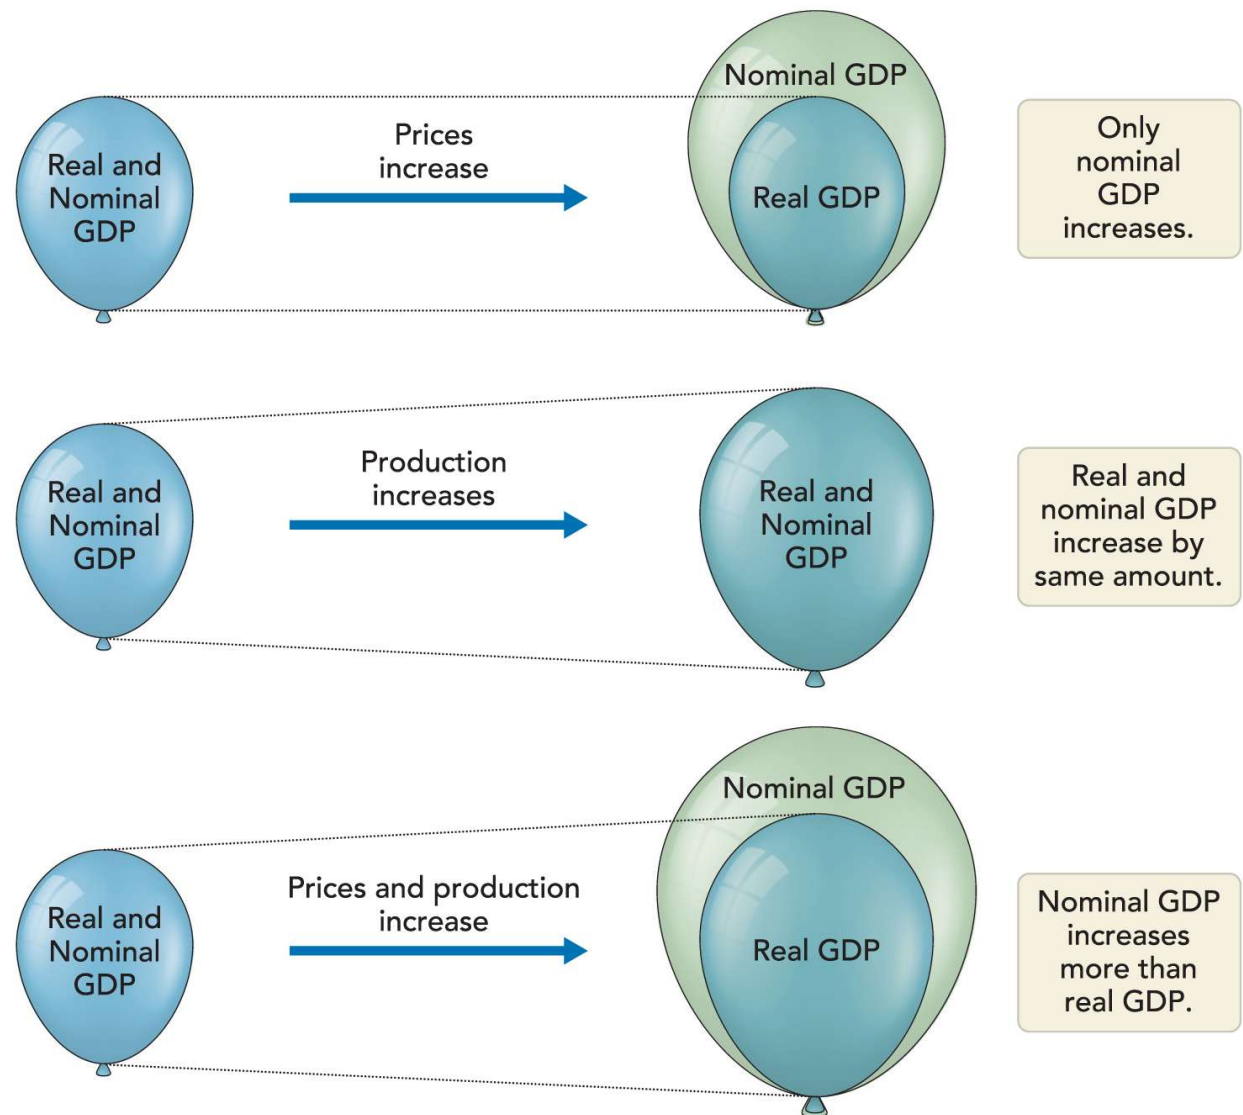 Real and
Nominal
GDP
Prices
increase
Nominal GDP
Real GDP
Only
nominal
GDP
increases.
Real and
Nominal
GDP
Production
increases
Real and
Nominal
GDP
Real and
nominal GDP
increase by
same amount.
Real and
Nominal
GDP
Prices and production
increase
Nominal GDP
Real GDP
Nominal GDP
increases
more than
real GDP.